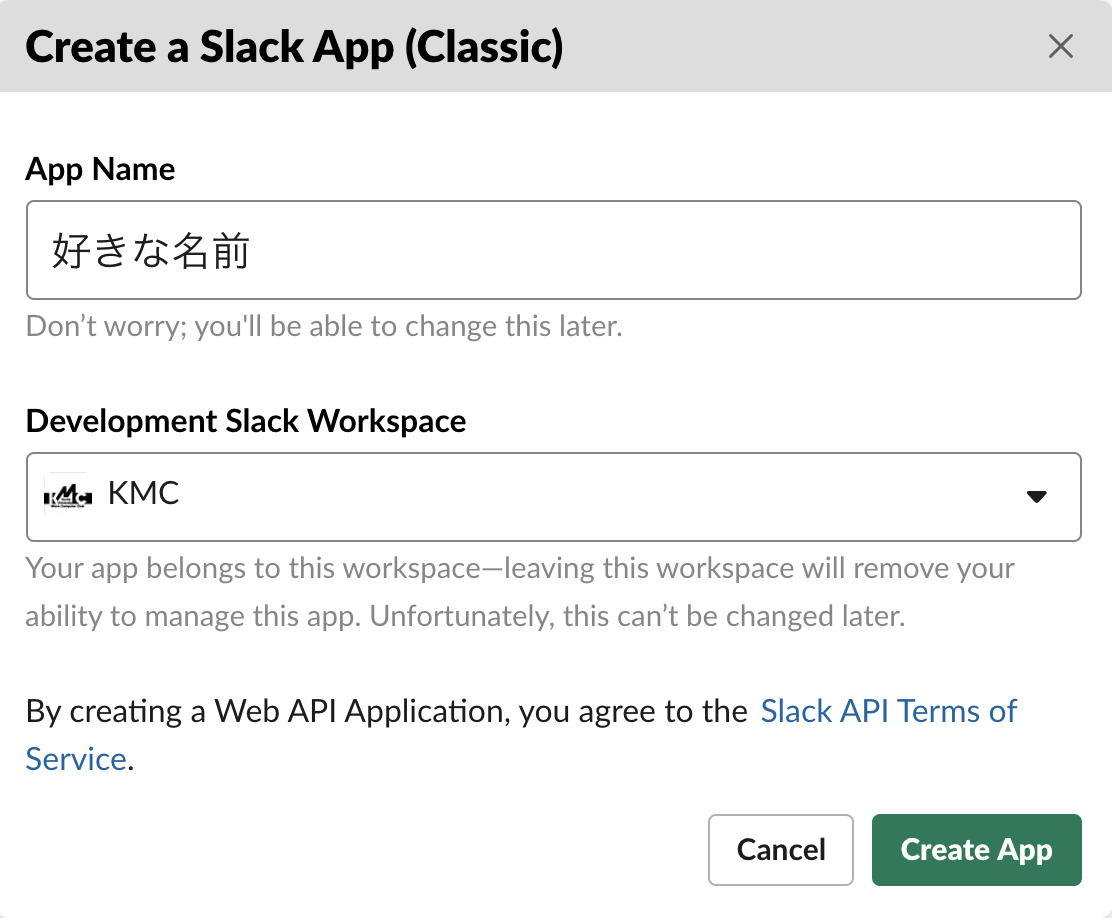 Create a Slack App (Classic)
App Name
好きな名前
Don’t worry; you'll be able to change this later.
Development Slack Workspace
KMC KMC
Your app belongs to this workspace—leaving this workspace will remove your
ability to manage this app. Unfortunately, this can’t be changed later.
By creating a Web API Application, you agree to the Slack API Terms of
Service.
Cancel Create App